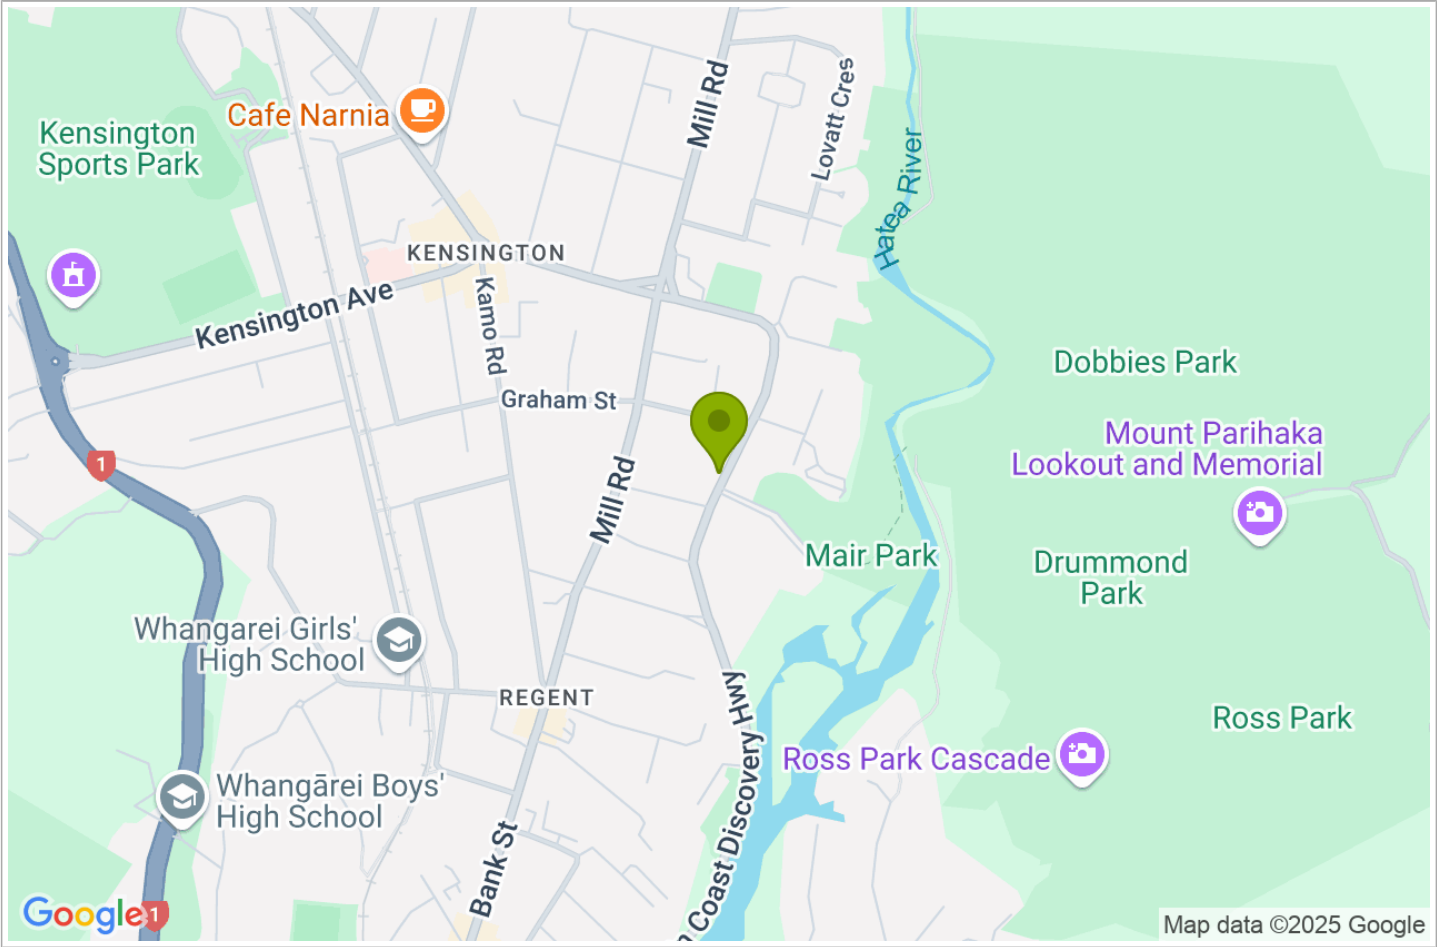 Mill Rd
Lovatt Cres
Cafe Narnia
Kensington
Sports Park
Hatea River
KENSINGTON
Kensington Ave
Kamo Rd
Graham St
Dobbies Park
Mount Parihaka
Lookout and Memorial
1
Mill Rd
Mair Park
Drummond
Park
Whangarei Girls'
High School
REGENT
Ross Park
Ross Park Cascade
Whangārei Boys'
High School
Coast Discovery Hwy
Bank St
Google
1
Map data ©2025 Google